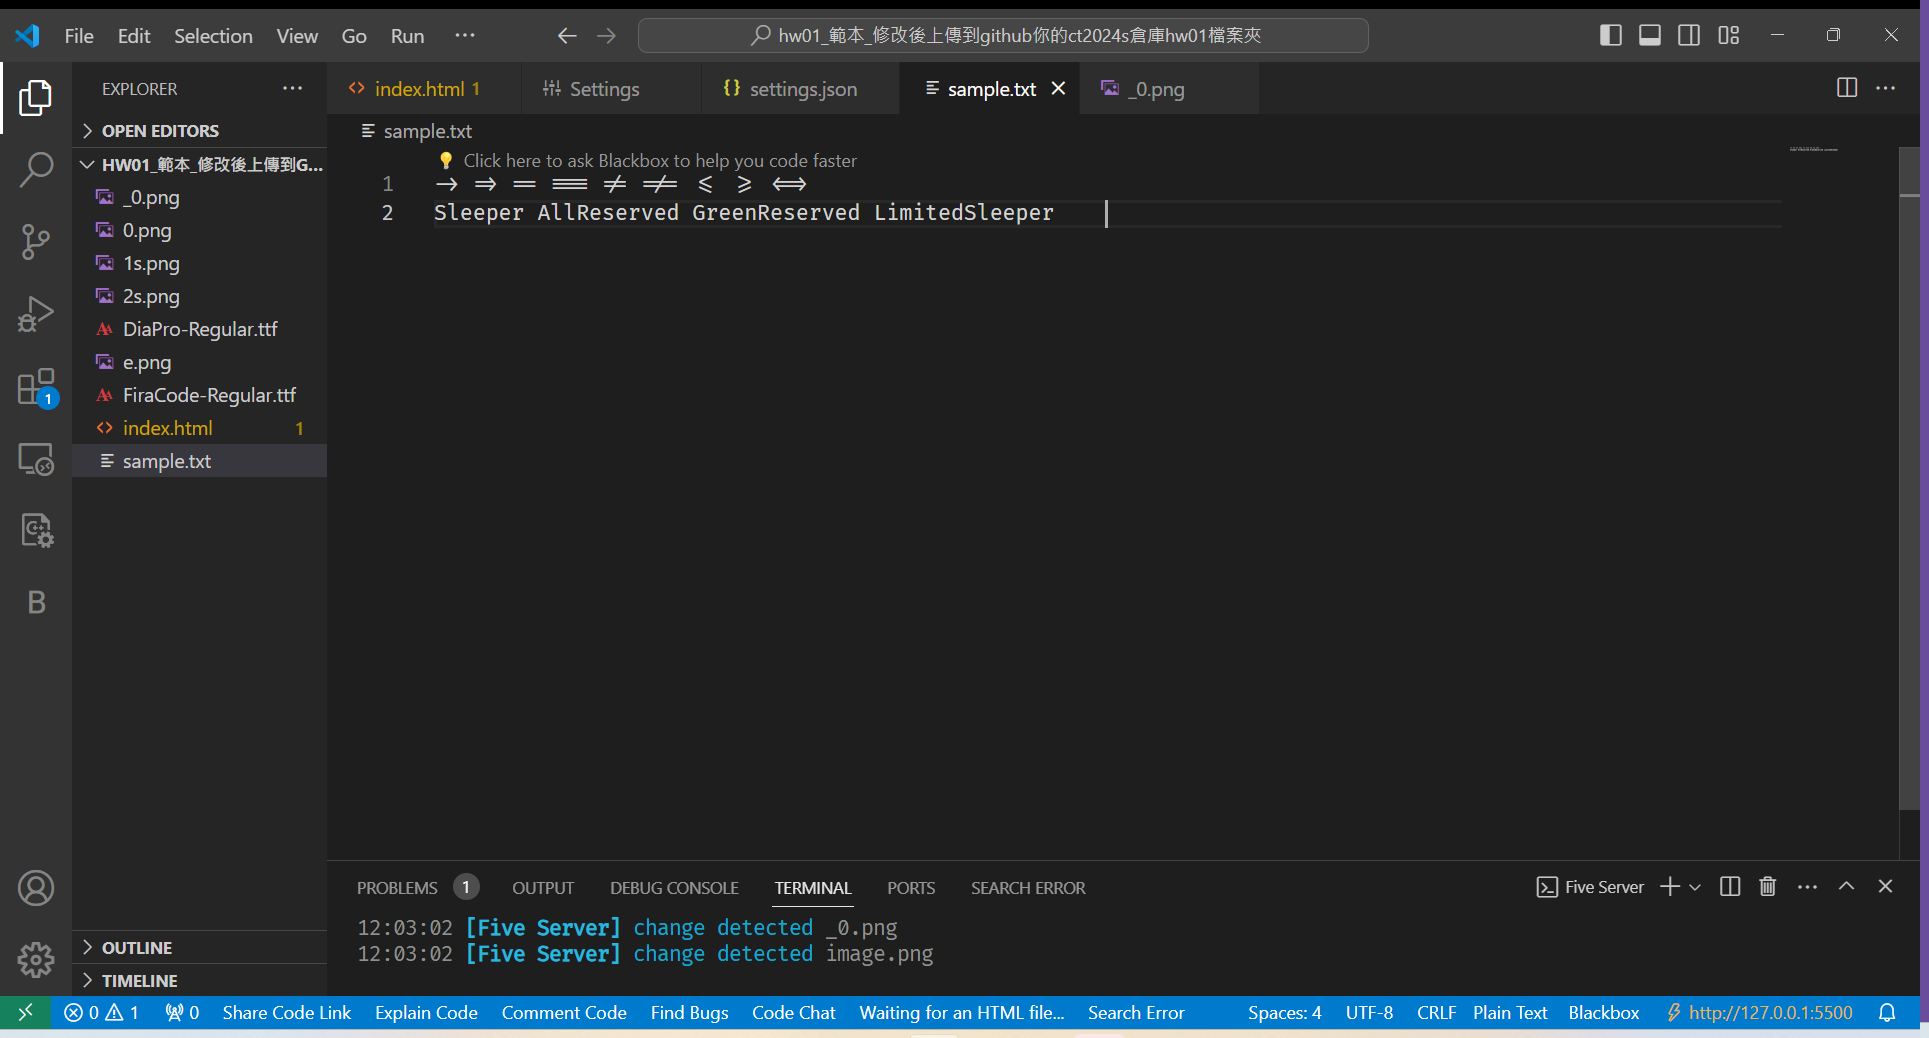 File Edit Selection View Go Run ···
hw01_範本_修改後上傳到github你的ct2024s倉庫hw01檔案夾
EXPLORER ···
OPEN EDITORS
HW01_範本_修改後上傳到G...
_0.png
0.png
1s.png
2s.png
DiaPro-Regular.ttf
e.png
FiraCode-Regular.ttf
index.html 1
sample.txt
OUTLINE
TIMELINE
1
B
index.html 1 Settings {} settings.json sample.txt _0.png
sample.txt
Click here to ask Blackbox to help you code faster
1 -> => == === != !== <= >= <=>
2 Sleeper AllReserved GreenReserved LimitedSleeper
PROBLEMS 1 OUTPUT DEBUG CONSOLE TERMINAL PORTS SEARCH ERROR
Five Server
12:03:02 [Five Server] change detected _0.png
12:03:02 [Five Server] change detected image.png
0 1 0 Share Code Link Explain Code Comment Code Find Bugs Code Chat Waiting for an HTML file... Search Error Spaces: 4 UTF-8 CRLF Plain Text Blackbox http://127.0.0.1:5500